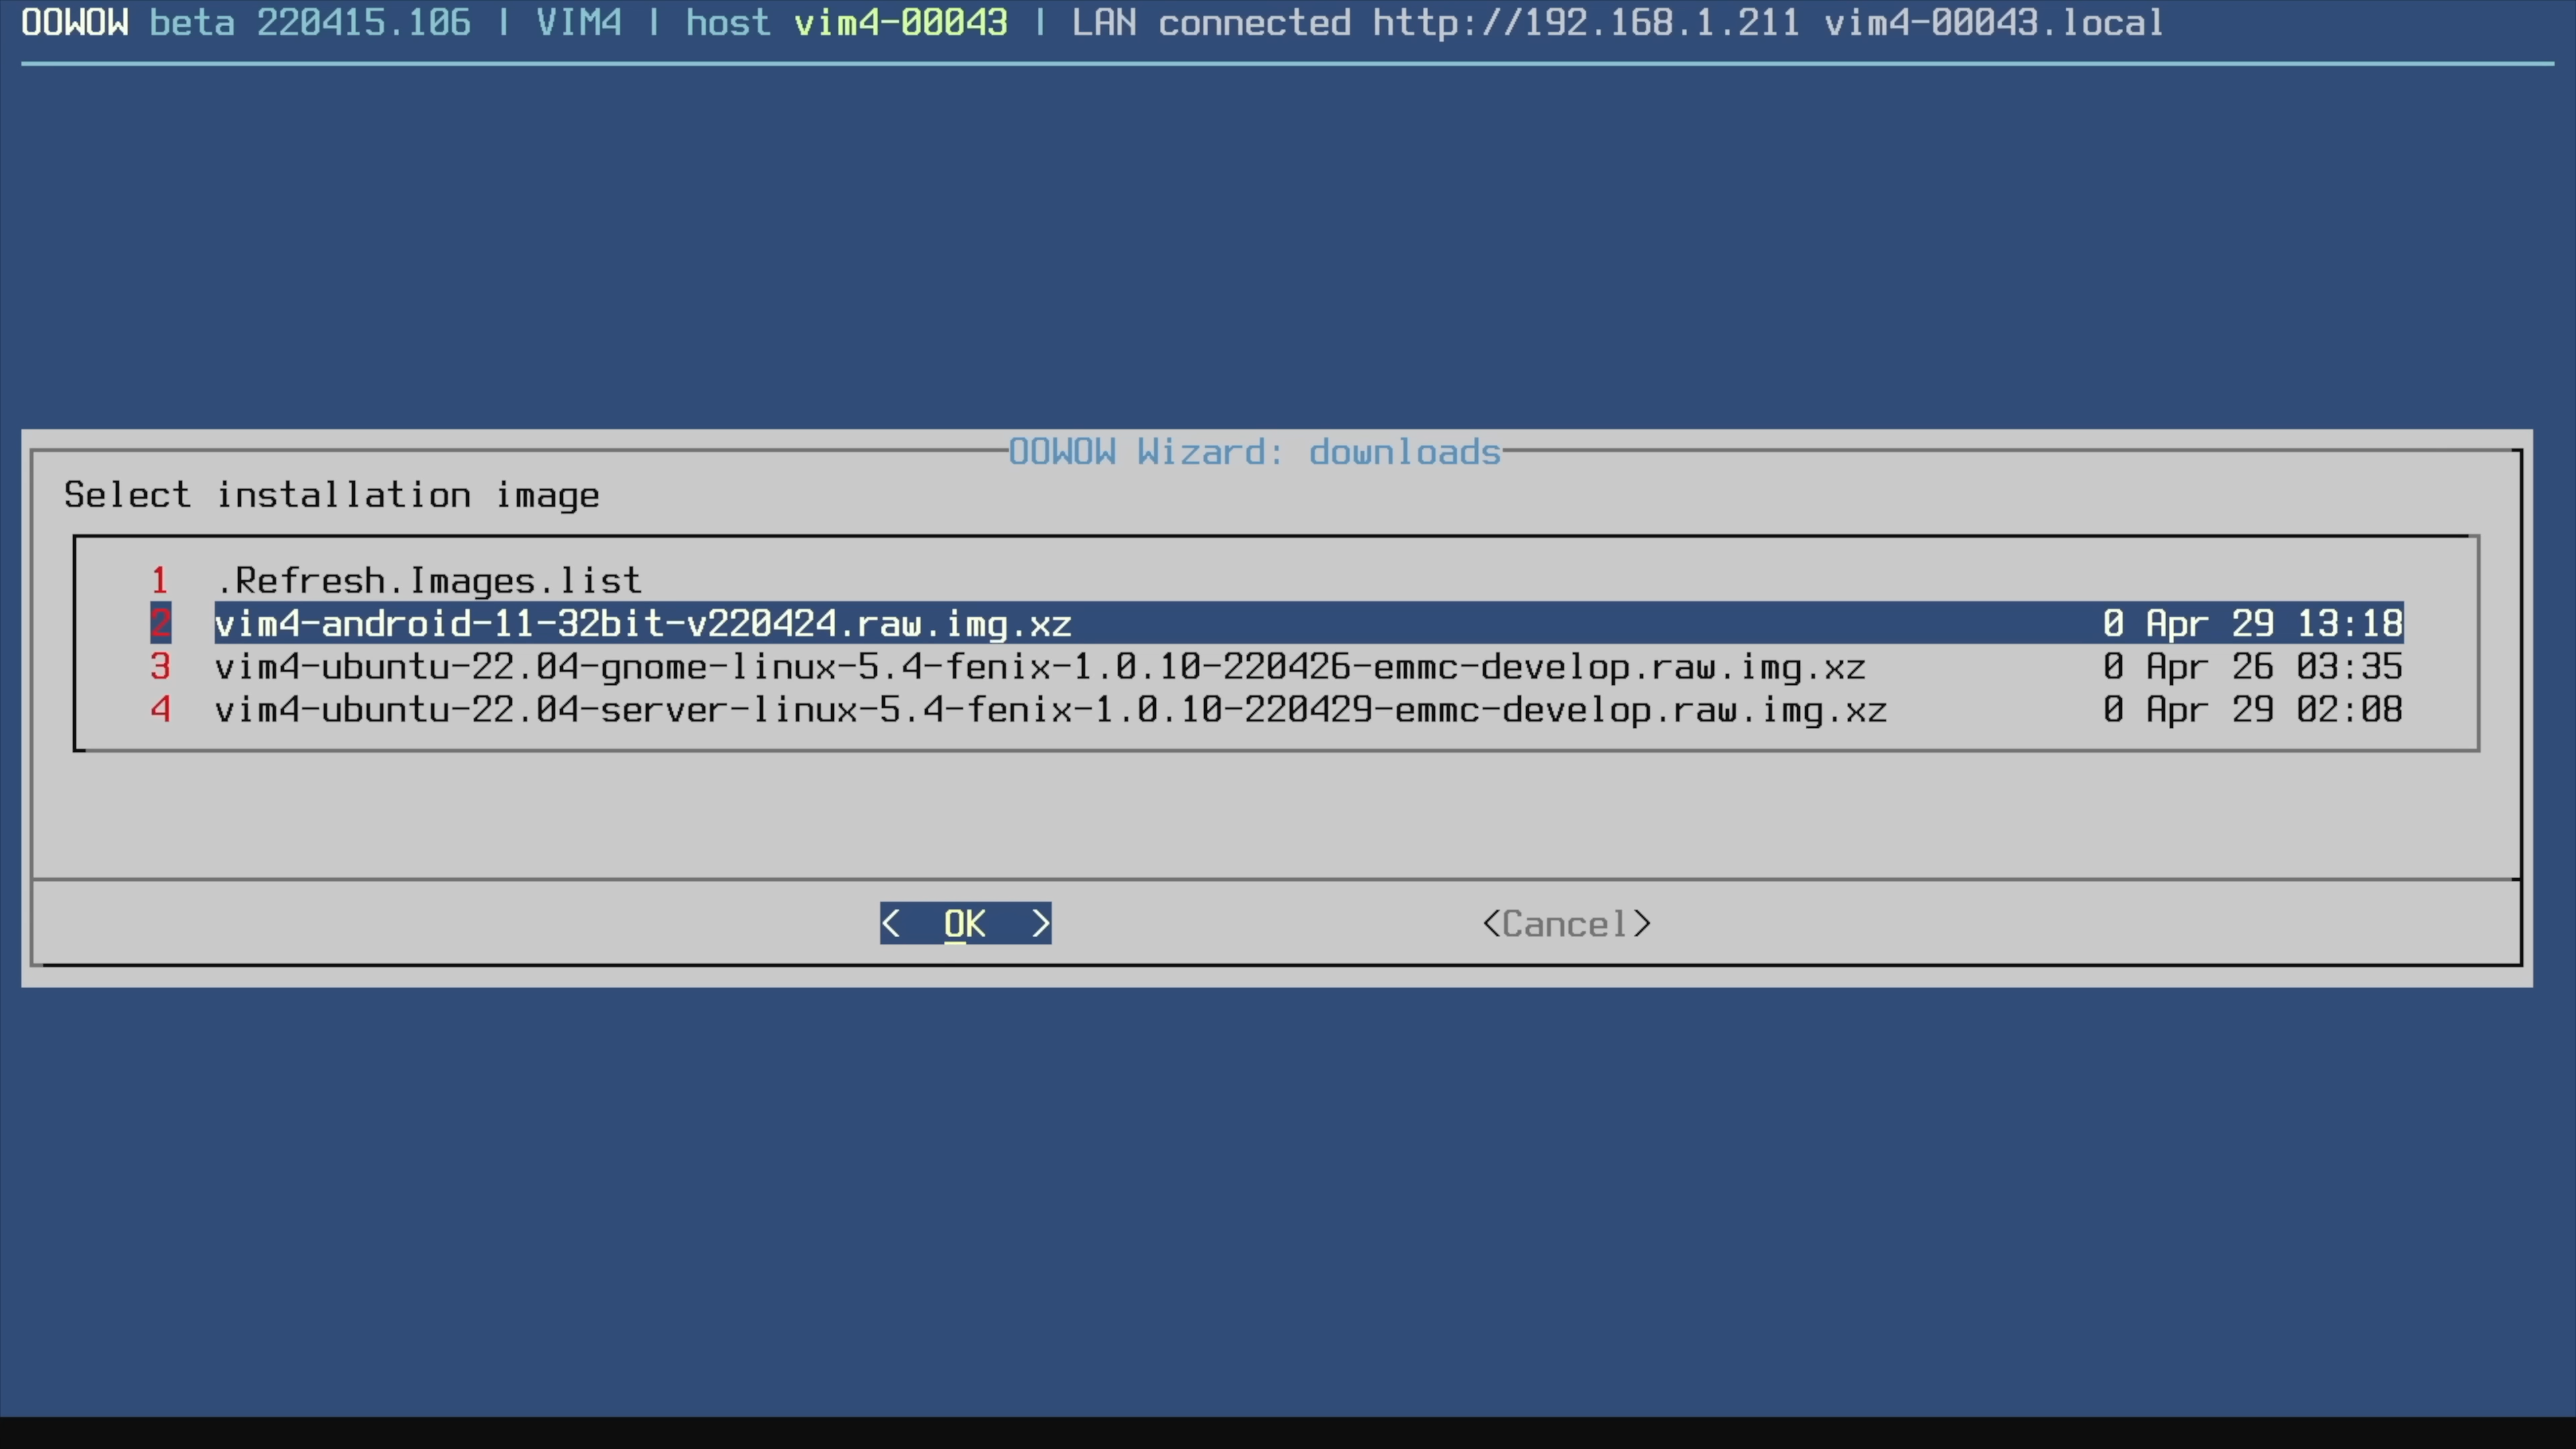 OOWOW beta 220415.106 | VIM4 | host vim4-00043 | LAN connected http://192.168.1.211 vim4-00043.local
OOWOW Wizard: downloads
Select installation image
1 .Refresh.Images.list
2 vim4-android-11-32bit-v220424.raw.img.xz 0 Apr 29 13:18
3 vim4-ubuntu-22.04-gnome-linux-5.4-fenix-1.0.10-220426-emmc-develop.raw.img.xz 0 Apr 26 03:35
4 vim4-ubuntu-22.04-server-linux-5.4-fenix-1.0.10-220429-emmc-develop.raw.img.xz 0 Apr 29 02:08
< OK > <Cancel>